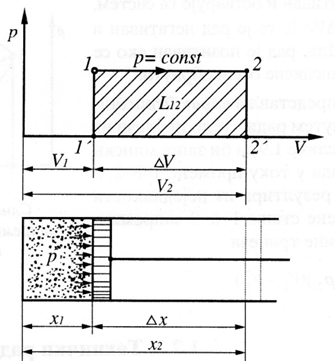 p
1
p = const
2
L₁₂
1´
2´
V
V₁
ΔV
V₂
p
x₁
Δx
x₂